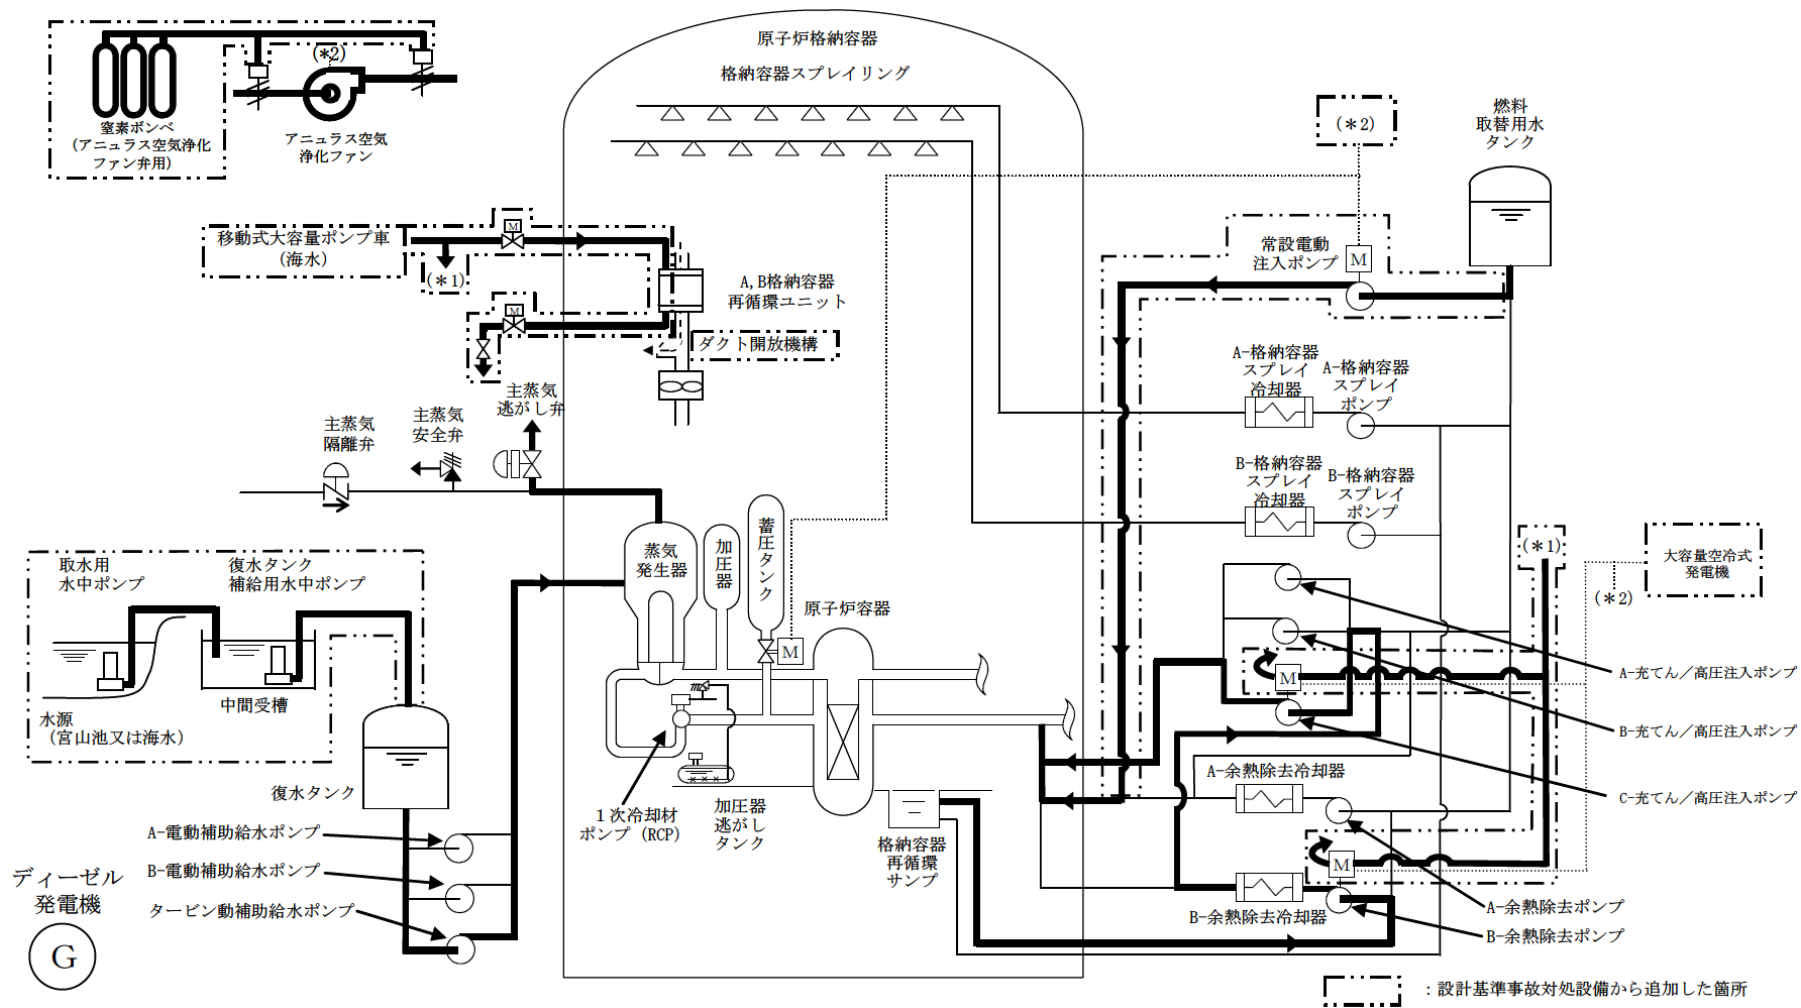 (*2)
窒素ボンベ
(アニュラス空気浄化
ファン弁用)
アニュラス空気
浄化ファン
原子炉格納容器
格納容器スプレイリング
(*2)
燃料
取替用水
タンク
移動式大容量ポンプ車
(海水)
M
(*1)
M
A,B格納容器
再循環ユニット
ダクト開放機構
常設電動
注入ポンプ
M
主蒸気
逃がし弁
主蒸気
安全弁
主蒸気
隔離弁
A-格納容器
スプレイ
冷却器
A-格納容器
スプレイ
ポンプ
B-格納容器
スプレイ
冷却器
B-格納容器
スプレイ
ポンプ
取水用
水中ポンプ
復水タンク
補給用水中ポンプ
中間受槽
水源
(宮山池又は海水)
復水タンク
蒸気
発生器
加圧器
蓄圧タンク
原子炉容器
M
(*1)
大容量空冷式
発電機
(*2)
M
A-充てん/高圧注入ポンプ
B-充てん/高圧注入ポンプ
C-充てん/高圧注入ポンプ
1次冷却材
ポンプ(RCP)
加圧器
逃がし
タンク
格納容器
再循環
サンプ
A-余熱除去冷却器
M
B-余熱除去冷却器
A-余熱除去ポンプ
B-余熱除去ポンプ
A-電動補助給水ポンプ
B-電動補助給水ポンプ
タービン動補助給水ポンプ
ディーゼル
発電機
G
:設計基準事故対処設備から追加した箇所